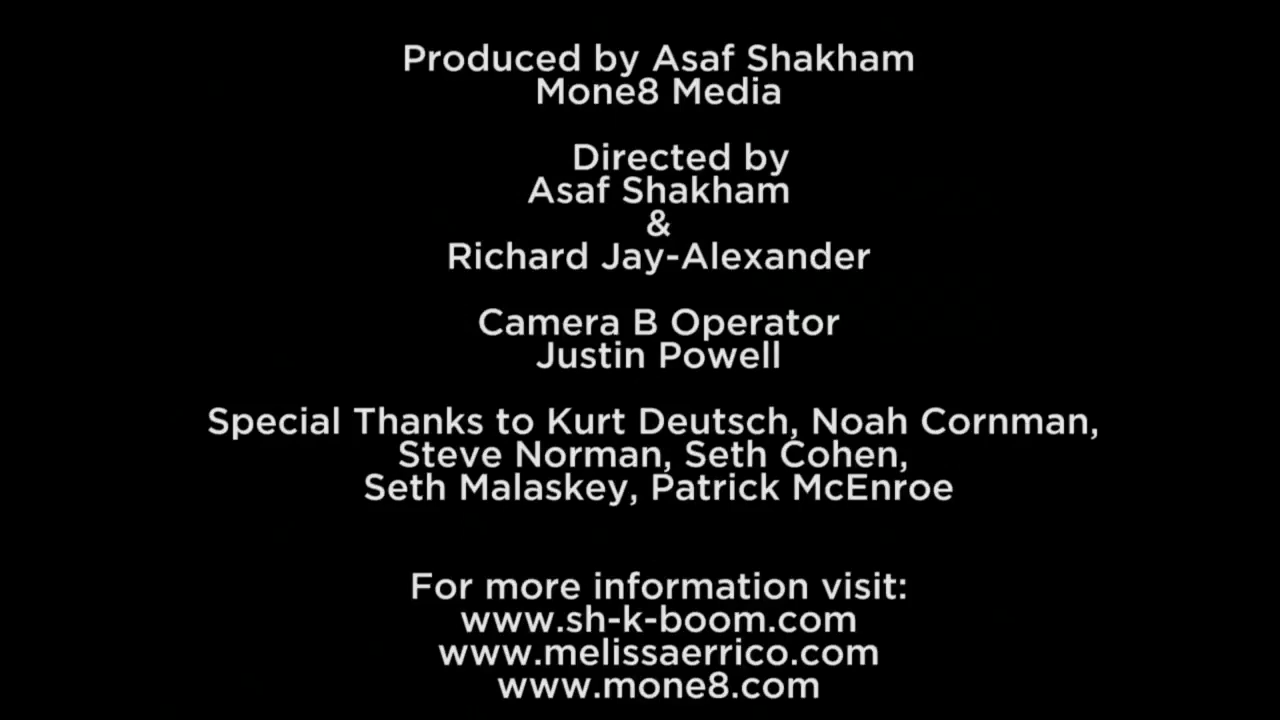 Produced by Asaf Shakham
Mone8 Media
Directed by
Asaf Shakham
&
Richard Jay-Alexander
Camera B Operator
Justin Powell
Special Thanks to Kurt Deutsch, Noah Cornman,
Steve Norman, Seth Cohen,
Seth Malaskey, Patrick McEnroe
For more information visit:
www.sh-k-boom.com
www.melissaerrico.com
www.mone8.com